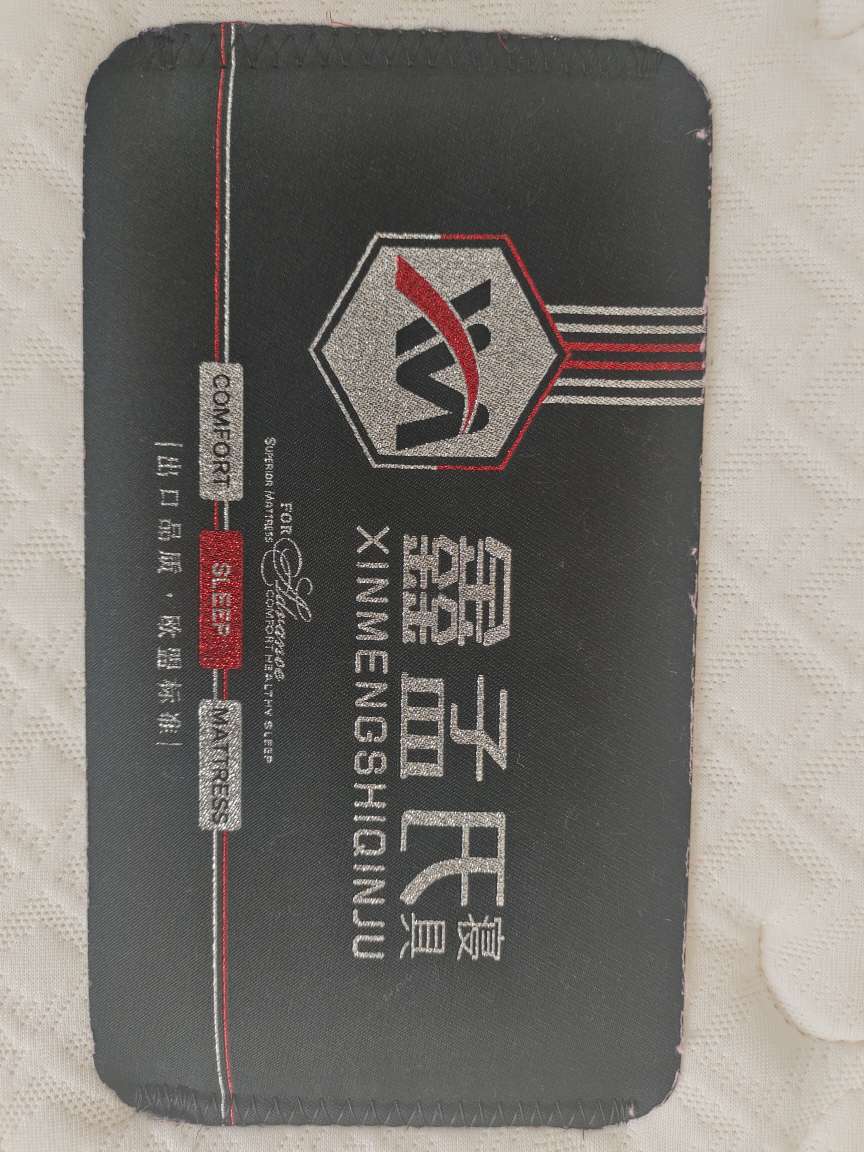 XM
鑫孟氏
寝具
XINMENGSHIQINJU
FOR
SUPERIOR MATTRESS COMFORT HEALTHY SLEEP
COMFORT SLEEP MATTRESS
|出口品质·欧盟标准|